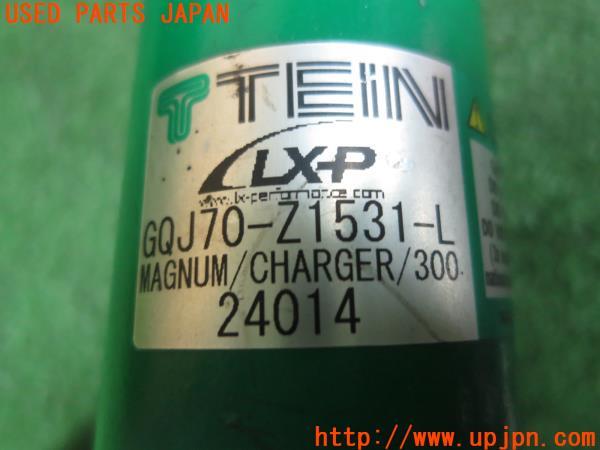 USED PARTS JAPAN
TEIN
LX-P
www.lx-performance.com
GQJ70-Z1531-L
MAGNUM/CHARGER/300
24014
http://www.upjpn.com/